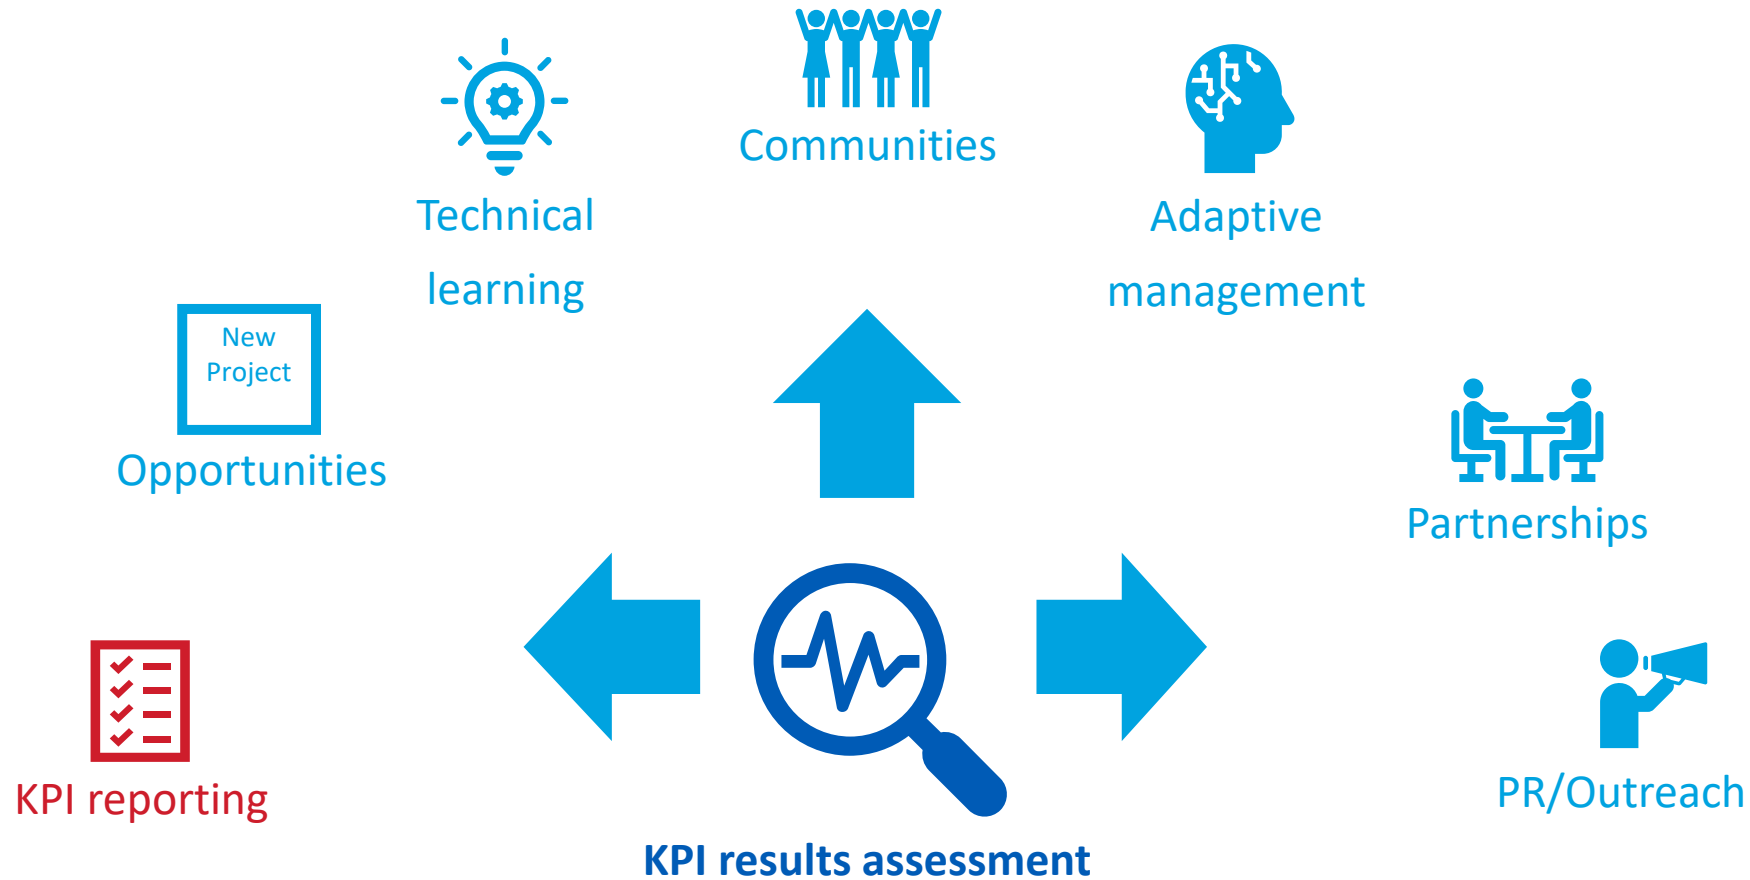 Communities
Technical
learning
Adaptive
management
New
Project
Opportunities
Partnerships
KPI reporting
PR/Outreach
KPI results assessment